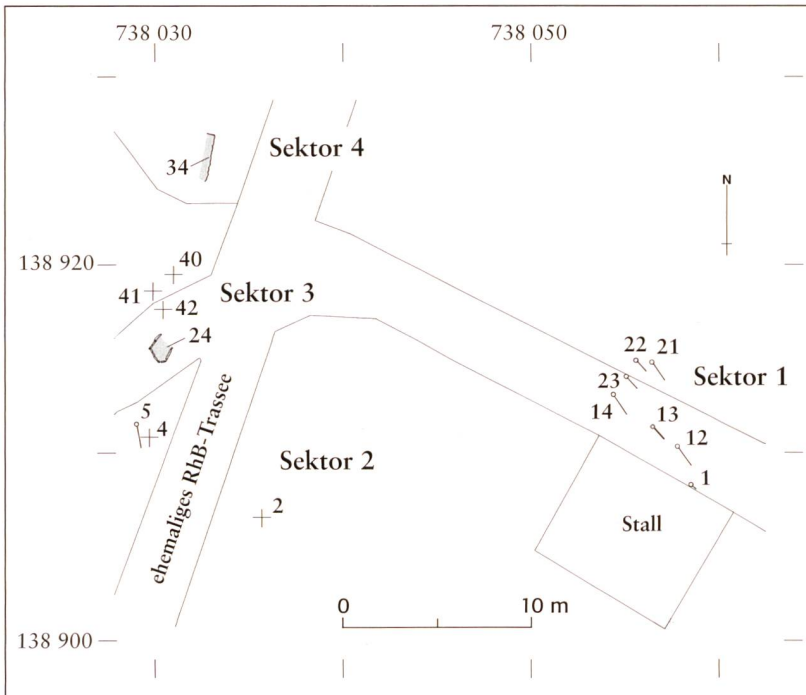 738 030
738 050
Sektor 4
34
N
138 920
40
41
Sektor 3
42
24
22
21
23
Sektor 1
14
13
5
12
4
Sektor 2
1
2
Stall
ehemaliges RhB-Trassee
0
10 m
138 900